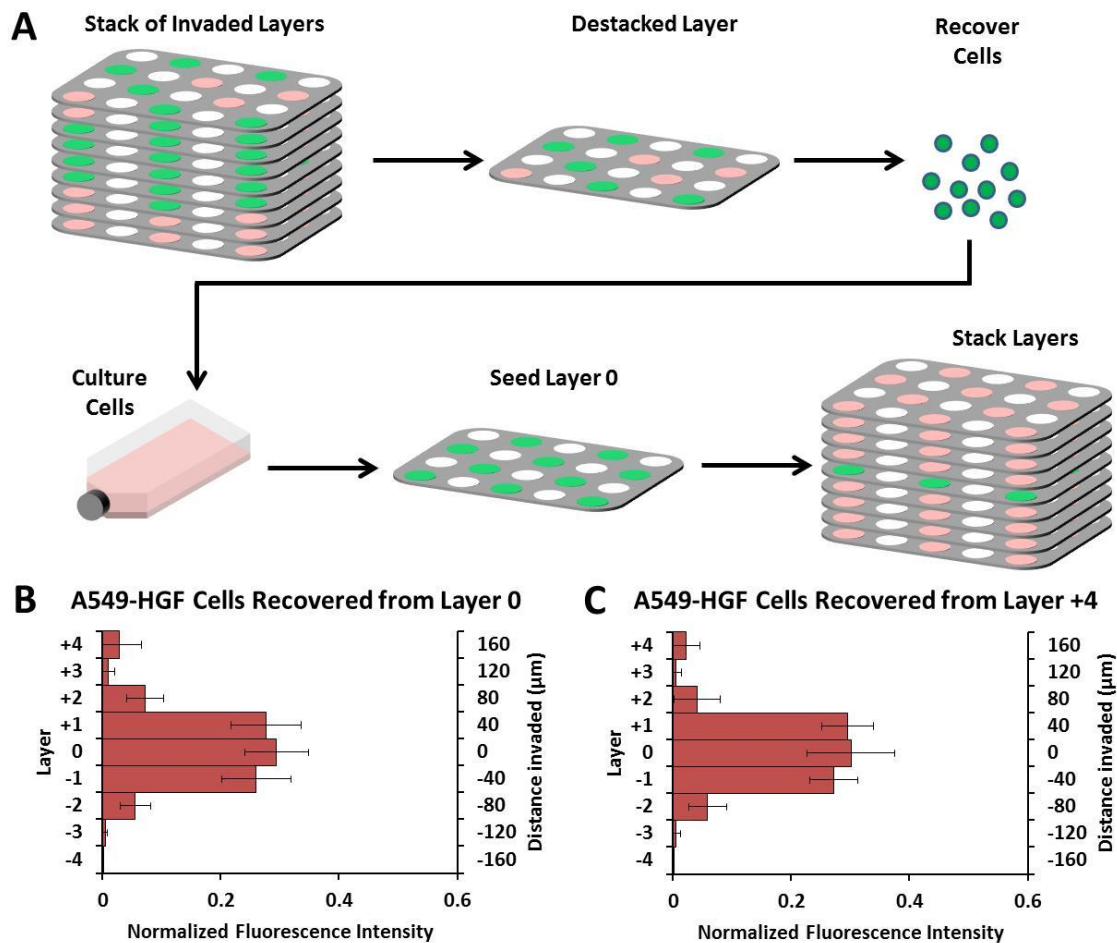 A
Stack of Invaded Layers
Destacked Layer
Recover
Cells
Culture
Cells
Seed Layer 0
Stack Layers
B
A549-HGF Cells Recovered from Layer 0
Layer
+4
+3
+2
+1
0
-1
-2
-3
-4
160
120
80
40
0
-40
-80
-120
-160
Distance invaded (μm)
0
0.2
0.4
0.6
Normalized Fluorescence Intensity
C
A549-HGF Cells Recovered from Layer +4
Layer
+4
+3
+2
+1
0
-1
-2
-3
-4
160
120
80
40
0
-40
-80
-120
-160
Distance invaded (μm)
0
0.2
0.4
0.6
Normalized Fluorescence Intensity